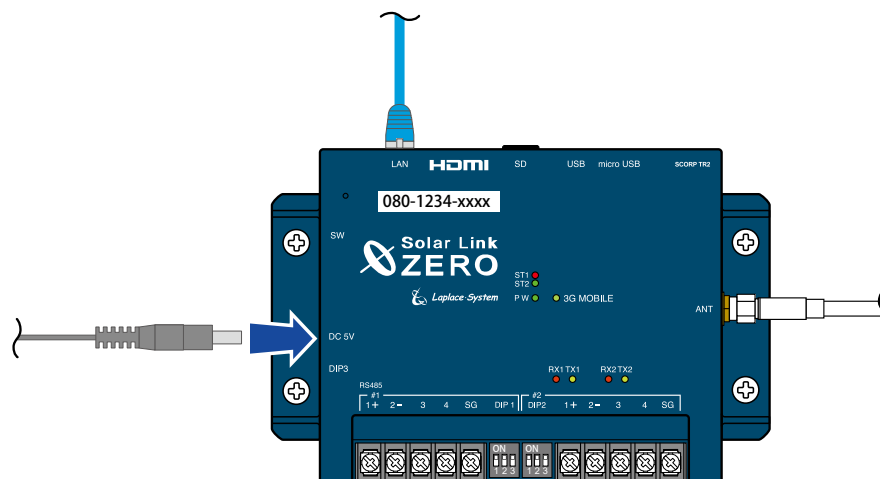 LAN HDMI SD USB micro USB SCORP TR2
080-1234-xxxx
SW
Solar Link
ZERO
Laplace·System
ST1
ST2
PW 3G MOBILE
ANT
DC 5V
DIP3
RX1 TX1 RX2 TX2
RS485
#1 #2
1+ 2− 3 4 SG DIP 1 DIP2 1+ 2− 3 4 SG
ON ON
1 2 3 1 2 3